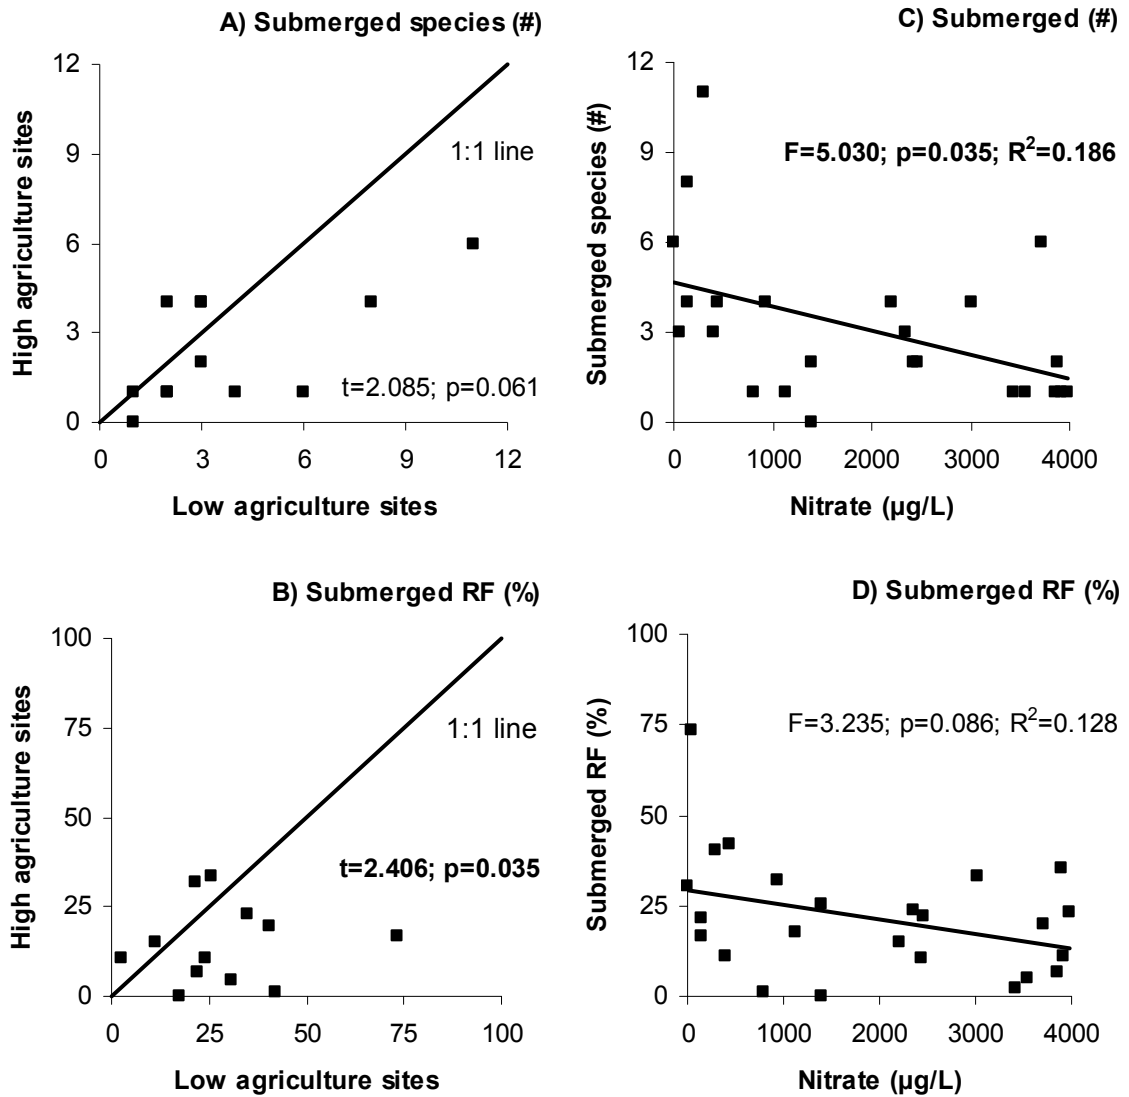 A) Submerged species (#)
High agriculture sites
12
9
6
3
0
1:1 line
t=2.085; p=0.061
0 3 6 9 12
Low agriculture sites
C) Submerged (#)
Submerged species (#)
12
9
6
3
0
F=5.030; p=0.035; R²=0.186
0 1000 2000 3000 4000
Nitrate (µg/L)
B) Submerged RF (%)
High agriculture sites
100
75
50
25
0
1:1 line
t=2.406; p=0.035
0 25 50 75 100
Low agriculture sites
D) Submerged RF (%)
Submerged RF (%)
100
75
50
25
0
F=3.235; p=0.086; R²=0.128
0 1000 2000 3000 4000
Nitrate (µg/L)